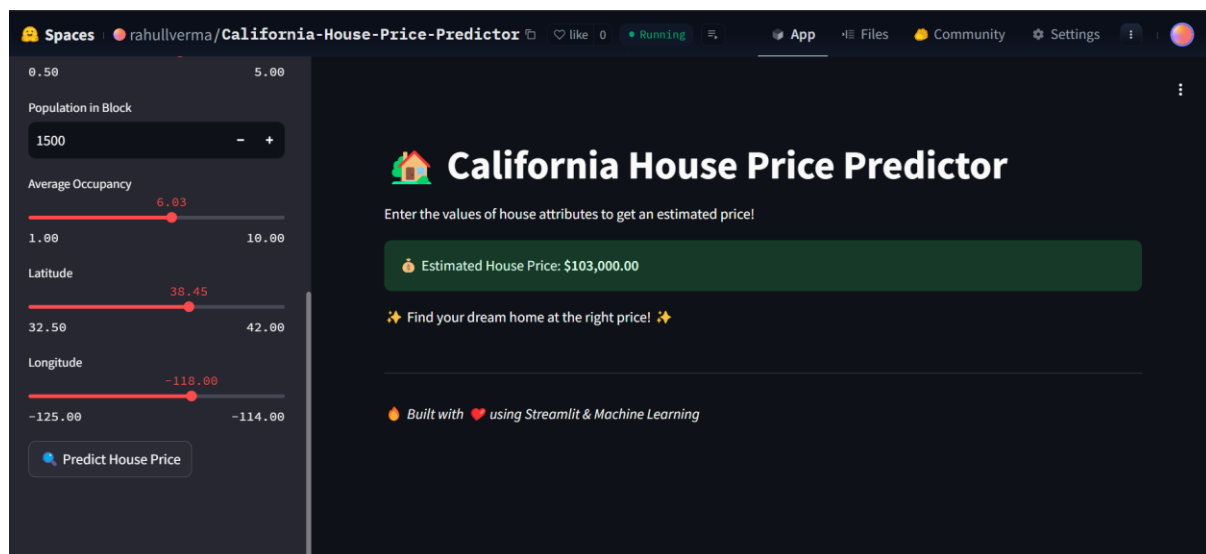 Spaces rahullverma/California-House-Price-Predictor like 0 Running App Files Community Settings
0.50 5.00
Population in Block
1500 − +
Average Occupancy
6.03
1.00 10.00
Latitude
38.45
32.50 42.00
Longitude
-118.00
-125.00 -114.00
Predict House Price
California House Price Predictor
Enter the values of house attributes to get an estimated price!
Estimated House Price: $103,000.00
Find your dream home at the right price!
Built with using Streamlit & Machine Learning